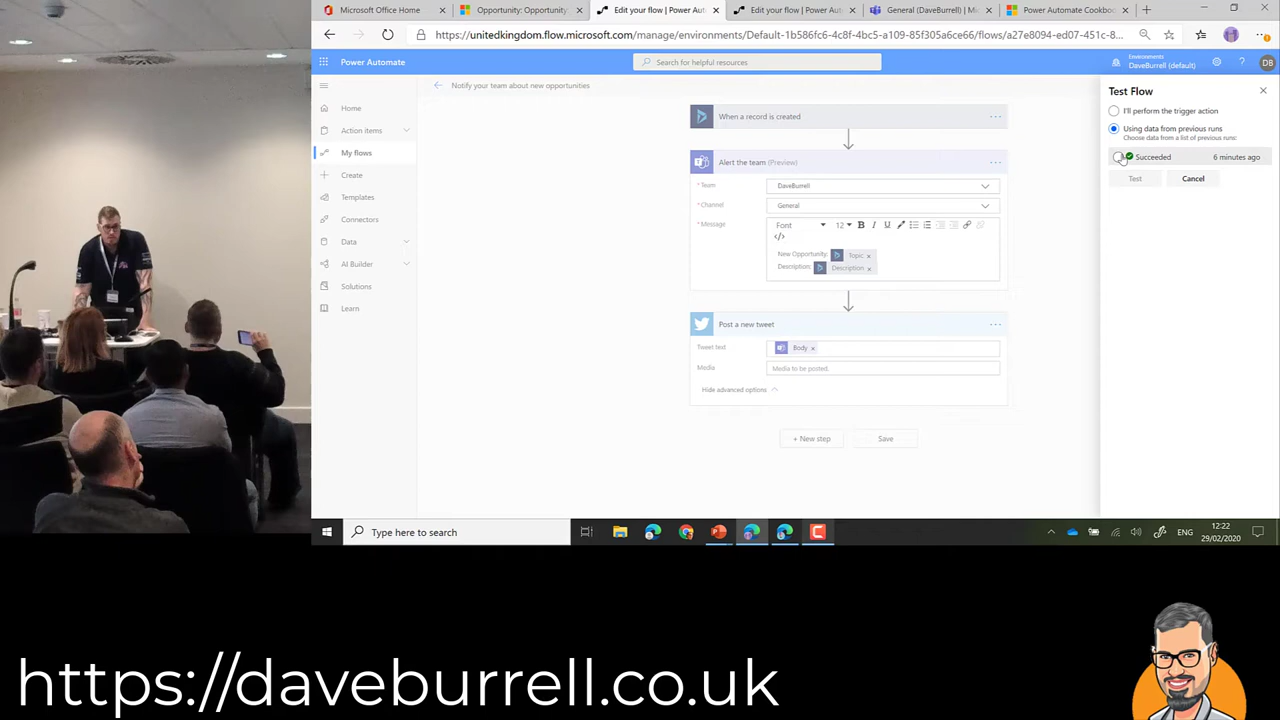 Microsoft Office Home
Opportunity: Opportunity
Edit your flow | Power Aut
Edit your flow | Power Autom
General (DaveBurrell) | M
Power Automate Cookboo
https://unitedkingdom.flow.microsoft.com/manage/environments/Default-1b586fc6-4c8f-4bc5-a109-85f305a6ce66/flows/a27e8094-ed07-451c-8...
Power Automate
Search for helpful resources
Environments
DaveBurrell (default)
DB
Notify your team about new opportunities
Home
Action items
My flows
Create
Templates
Connectors
Data
AI Builder
Solutions
Learn
When a record is created
Alert the team (Preview)
* Team
DaveBurrell
* Channel
General
* Message
Font
12
B I U
</>
New Opportunity: Topic ×
Description: Description ×
Post a new tweet
Tweet text
Body ×
Media
Media to be posted.
Hide advanced options
+ New step
Save
Test Flow
I'll perform the trigger action
Using data from previous runs
Choose data from a list of previous runs:
Succeeded 6 minutes ago
Test
Cancel
Type here to search
ENG
12:22
29/02/2020
https://daveburrell.co.uk